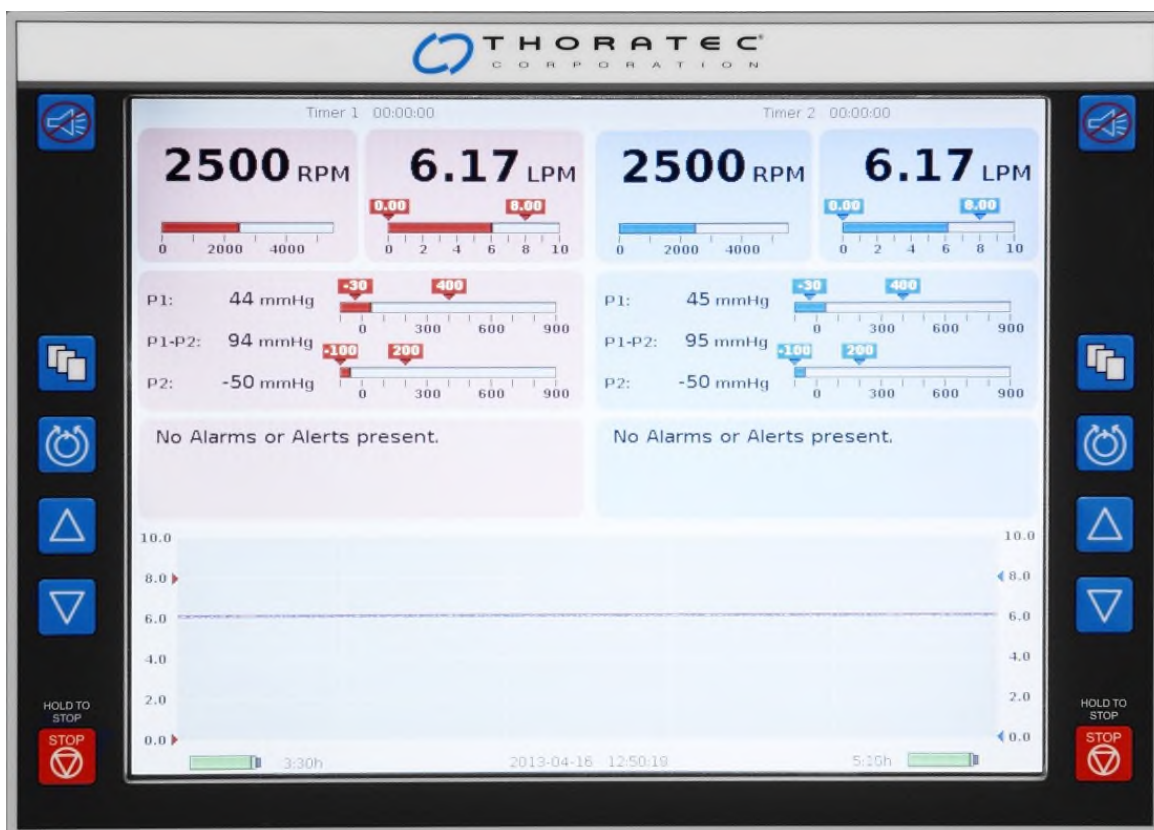 THORATEC®
CORPORATION
Timer 1 00:00:00
Timer 2 00:00:00
2500 RPM
6.17 LPM
2500 RPM
6.17 LPM
0.00 8.00
0.00 8.00
0 2000 4000
0 2 4 6 8 10
0 2000 4000
0 2 4 6 8 10
P1: 44 mmHg
-30 400
0 300 600 900
P1-P2: 94 mmHg
-100 200
P2: -50 mmHg
0 300 600 900
P1: 45 mmHg
-30 400
0 300 600 900
P1-P2: 95 mmHg
-100 200
P2: -50 mmHg
0 300 600 900
No Alarms or Alerts present.
No Alarms or Alerts present.
10.0 10.0
8.0 8.0
6.0 6.0
4.0 4.0
2.0 2.0
0.0 0.0
3:30h 2013-04-16 12:50:19
HOLD TO
STOP
STOP
HOLD TO
STOP
STOP